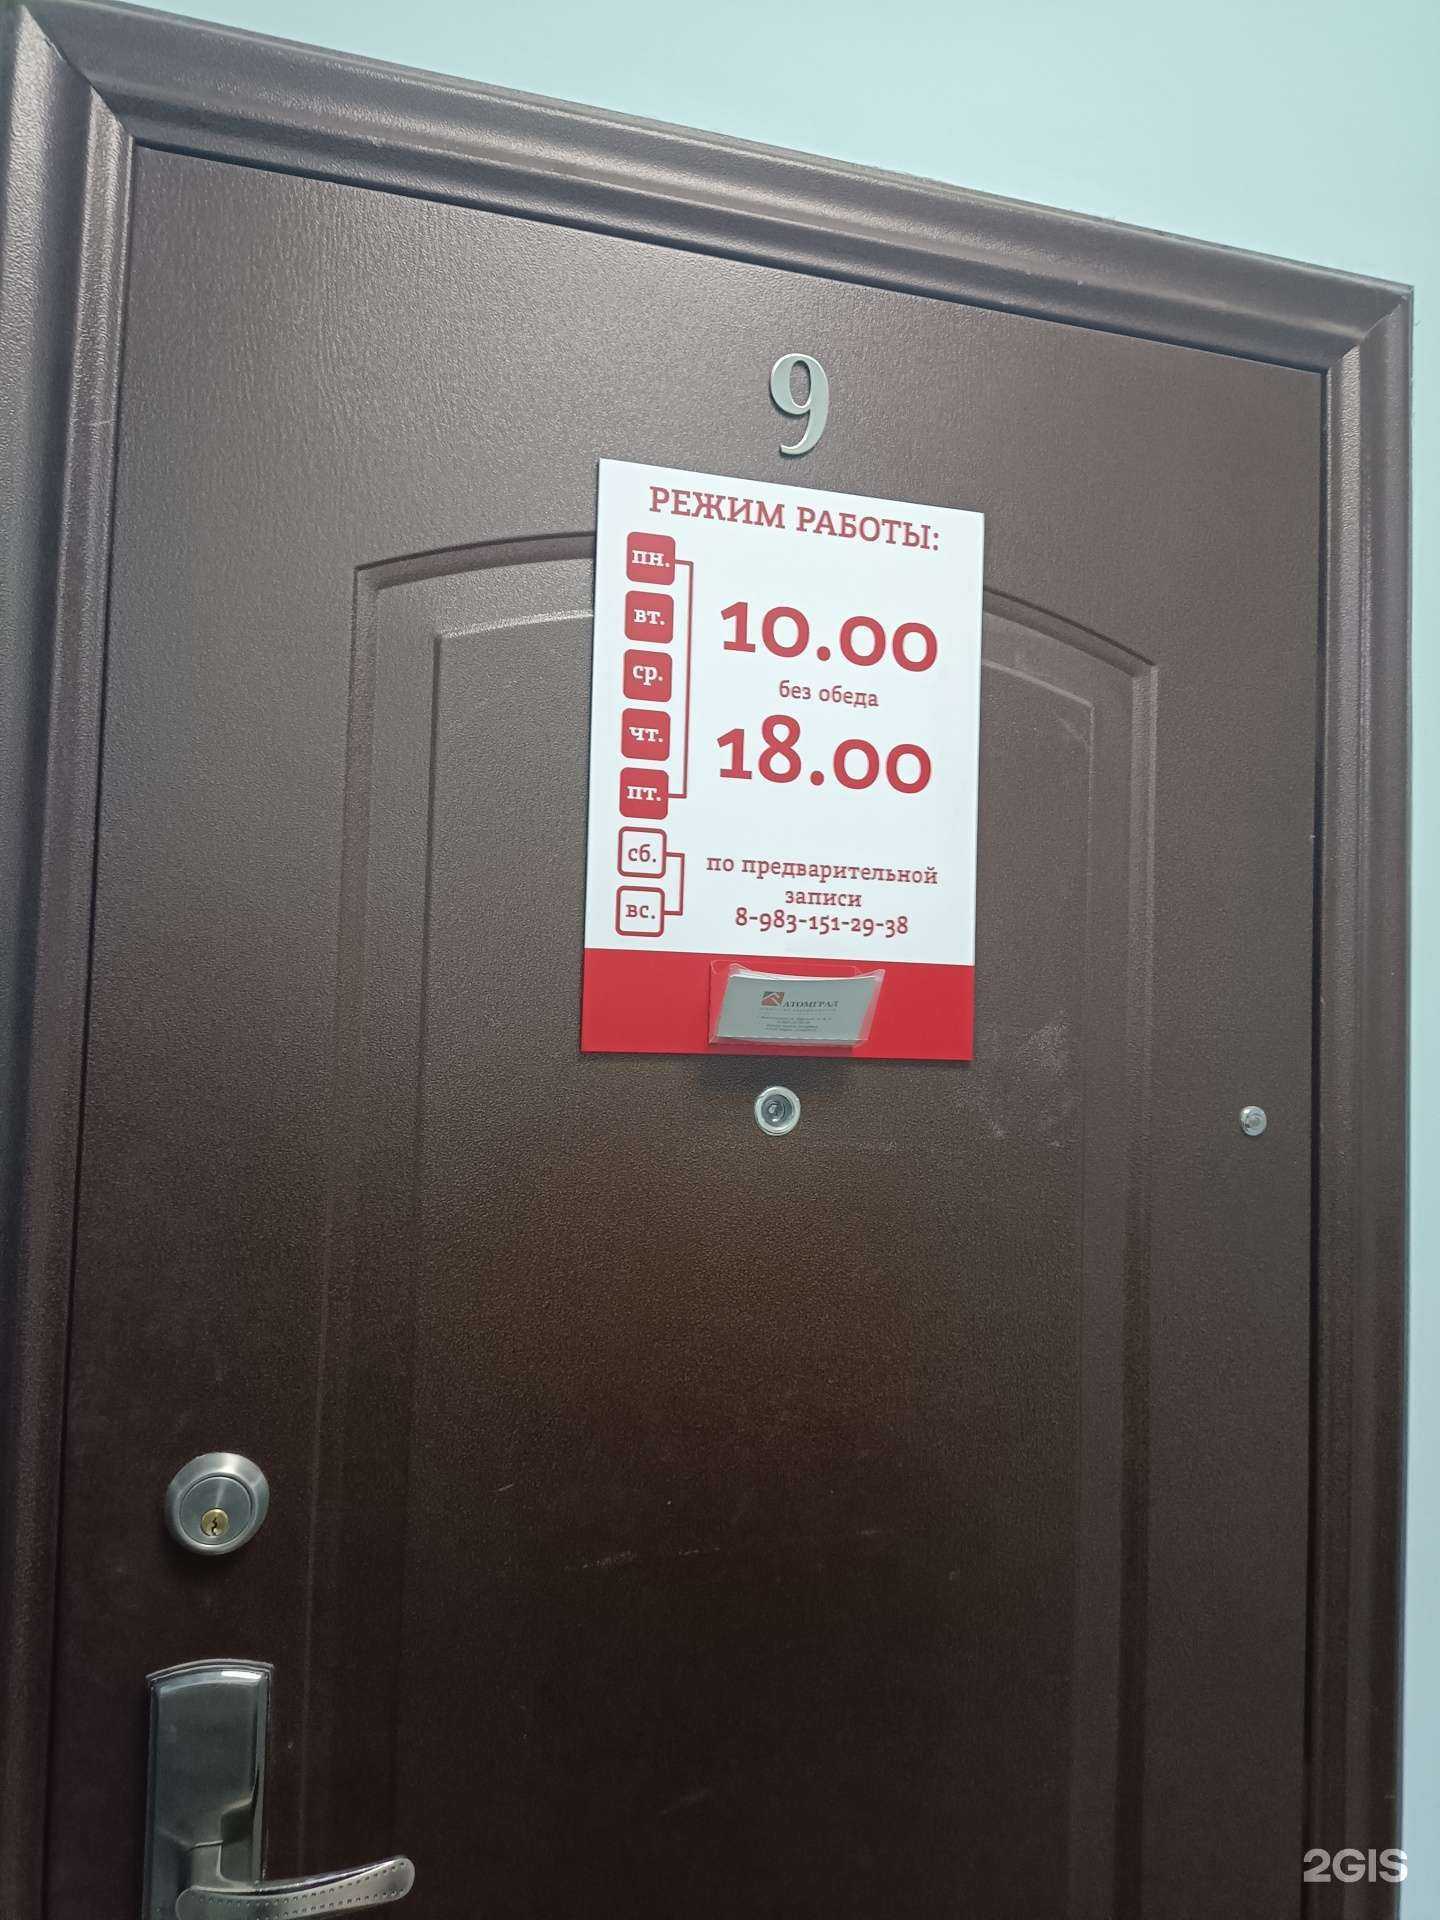 9
РЕЖИМ РАБОТЫ:
пн.
вт.
ср.
чт.
пт.
10.00
без обеда
18.00
сб.
вс.
по предварительной
записи
8-983-151-29-38
АТОМГРАД
2GIS